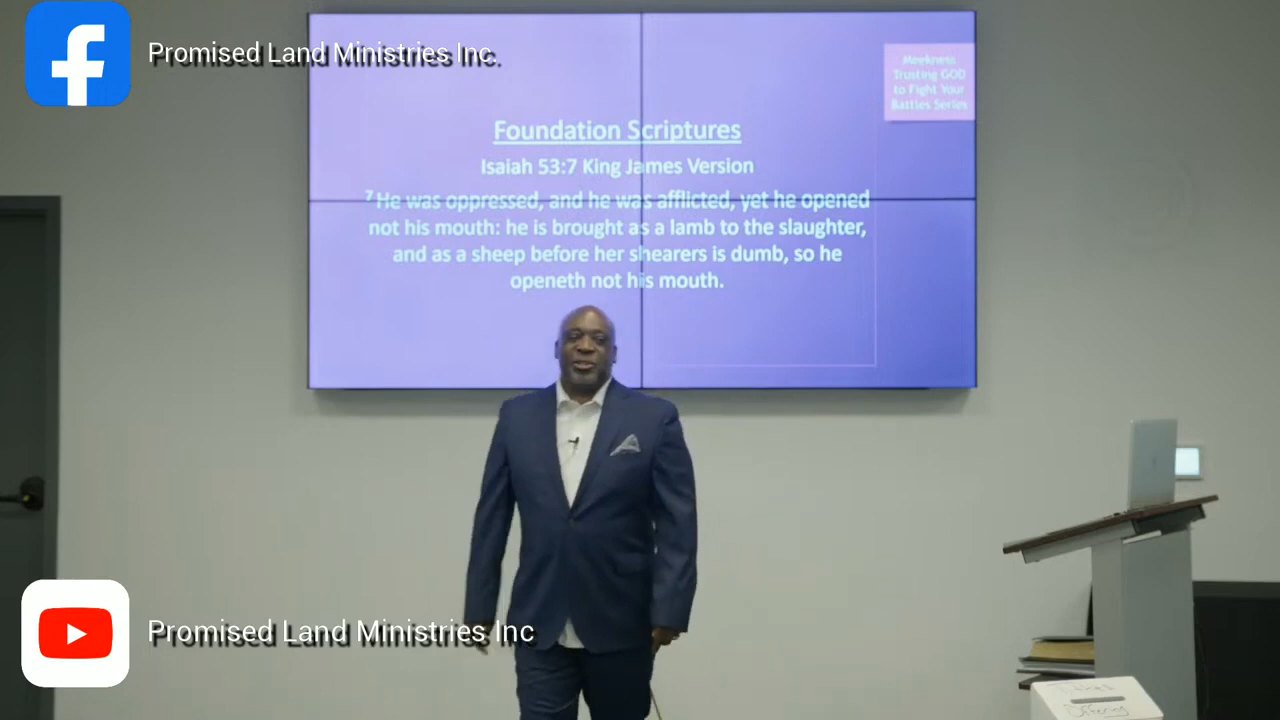 Promised Land Ministries Inc.
Meekness
Trusting GOD
to Fight Your
Battles Series
Foundation Scriptures
Isaiah 53:7 King James Version
7 He was oppressed, and he was afflicted, yet he opened
not his mouth: he is brought as a lamb to the slaughter,
and as a sheep before her shearers is dumb, so he
openeth not his mouth.
Promised Land Ministries Inc
Offering